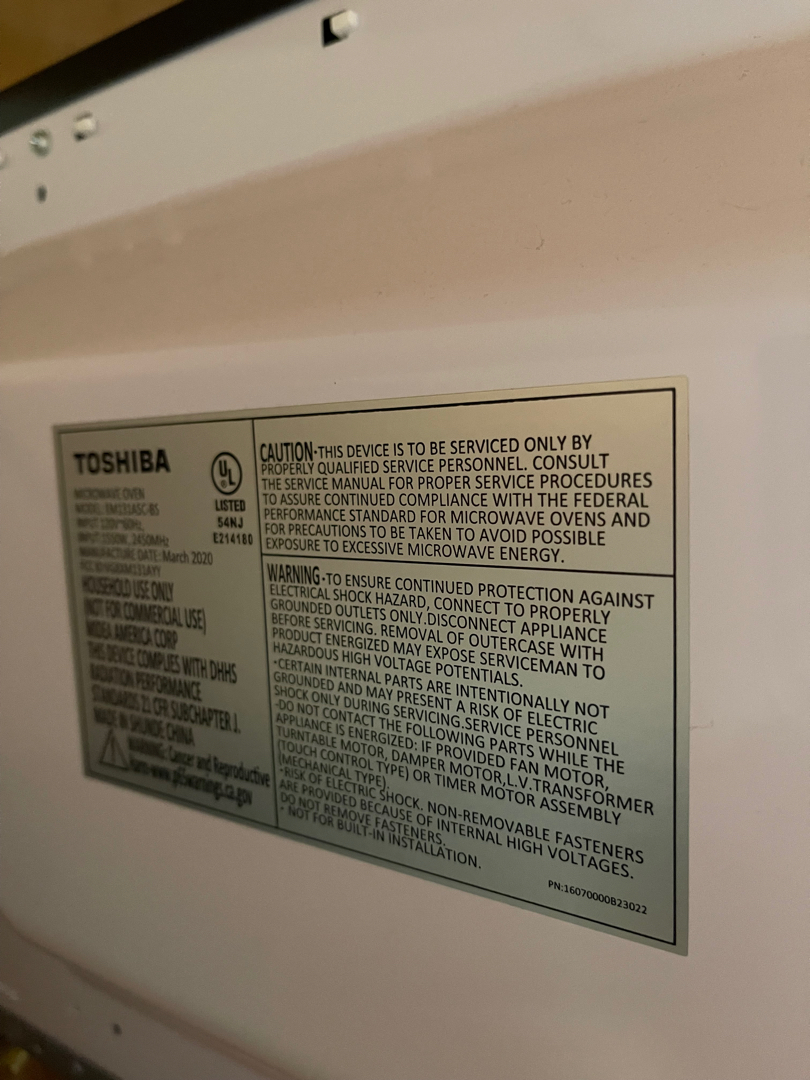 TOSHIBA
MICROWAVE OVEN
MODEL: EM131A5C-BS
INPUT: 120V~60Hz,
INPUT:1550W, 2450MHz
MANUFACTURE DATE: March 2020
HOUSEHOLD USE ONLY
(NOT FOR COMMERCIAL USE)
MIDEA AMERICA CORP
THIS DEVICE COMPLIES WITH DHHS
RADIATION PERFORMANCE
STANDARDS 21 CFR SUBCHAPTER J.
MADE IN SHUNDE CHINA
WARNING: Cancer and Reproductive
Harm-www.p65warnings.ca.gov
UL
LISTED
54NJ
E214180
CAUTION-THIS DEVICE IS TO BE SERVICED ONLY BY
PROPERLY QUALIFIED SERVICE PERSONNEL. CONSULT
THE SERVICE MANUAL FOR PROPER SERVICE PROCEDURES
TO ASSURE CONTINUED COMPLIANCE WITH THE FEDERAL
PERFORMANCE STANDARD FOR MICROWAVE OVENS AND
FOR PRECAUTIONS TO BE TAKEN TO AVOID POSSIBLE
EXPOSURE TO EXCESSIVE MICROWAVE ENERGY.
WARNING-TO ENSURE CONTINUED PROTECTION AGAINST
ELECTRICAL SHOCK HAZARD, CONNECT TO PROPERLY
GROUNDED OUTLETS ONLY.DISCONNECT APPLIANCE
BEFORE SERVICING. REMOVAL OF OUTERCASE WITH
PRODUCT ENERGIZED MAY EXPOSE SERVICEMAN TO
HAZARDOUS HIGH VOLTAGE POTENTIALS.
-CERTAIN INTERNAL PARTS ARE INTENTIONALLY NOT
GROUNDED AND MAY PRESENT A RISK OF ELECTRIC
SHOCK ONLY DURING SERVICING.SERVICE PERSONNEL
-DO NOT CONTACT THE FOLLOWING PARTS WHILE THE
APPLIANCE IS ENERGIZED: IF PROVIDED FAN MOTOR,
TURNTABLE MOTOR, DAMPER MOTOR,L.V.TRANSFORMER
(TOUCH CONTROL TYPE) OR TIMER MOTOR ASSEMBLY
(MECHANICAL TYPE).
-RISK OF ELECTRIC SHOCK. NON-REMOVABLE FASTENERS
ARE PROVIDED BECAUSE OF INTERNAL HIGH VOLTAGES.
DO NOT REMOVE FASTENERS.
- NOT FOR BUILT-IN INSTALLATION.
PN:16070000B23022